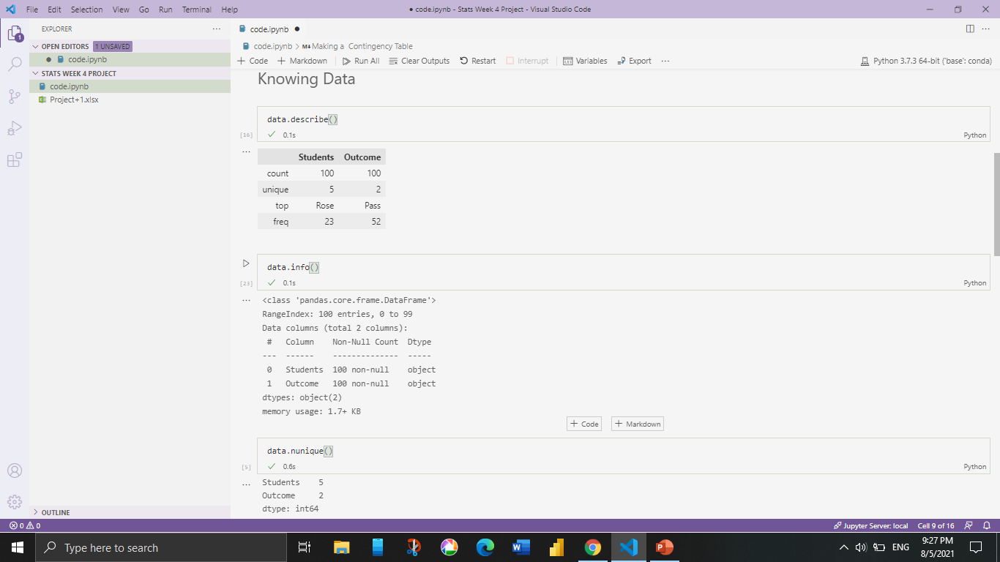 File Edit Selection View Go Run Terminal Help
● code.ipynb - Stats Week 4 Project - Visual Studio Code
EXPLORER
OPEN EDITORS 1 UNSAVED
code.ipynb
STATS WEEK 4 PROJECT
code.ipynb
Project+1.xlsx
OUTLINE
1
code.ipynb ●
code.ipynb > M↓Making a Contingency Table
+ Code + Markdown Run All Clear Outputs Restart Interrupt Variables Export ···
Python 3.7.3 64-bit ('base': conda)
Knowing Data
data.describe()
[16] ✓ 0.1s Python
Students Outcome
count 100 100
unique 5 2
top Rose Pass
freq 23 52
data.info()
[23] ✓ 0.1s Python
<class 'pandas.core.frame.DataFrame'>
RangeIndex: 100 entries, 0 to 99
Data columns (total 2 columns):
# Column Non-Null Count Dtype
--- ------ -------------- -----
0 Students 100 non-null object
1 Outcome 100 non-null object
dtypes: object(2)
memory usage: 1.7+ KB
+ Code + Markdown
data.nunique()
[5] ✓ 0.6s Python
Students 5
Outcome 2
dtype: int64
0 0 Jupyter Server: local Cell 9 of 16
Type here to search
ENG
9:27 PM
8/5/2021